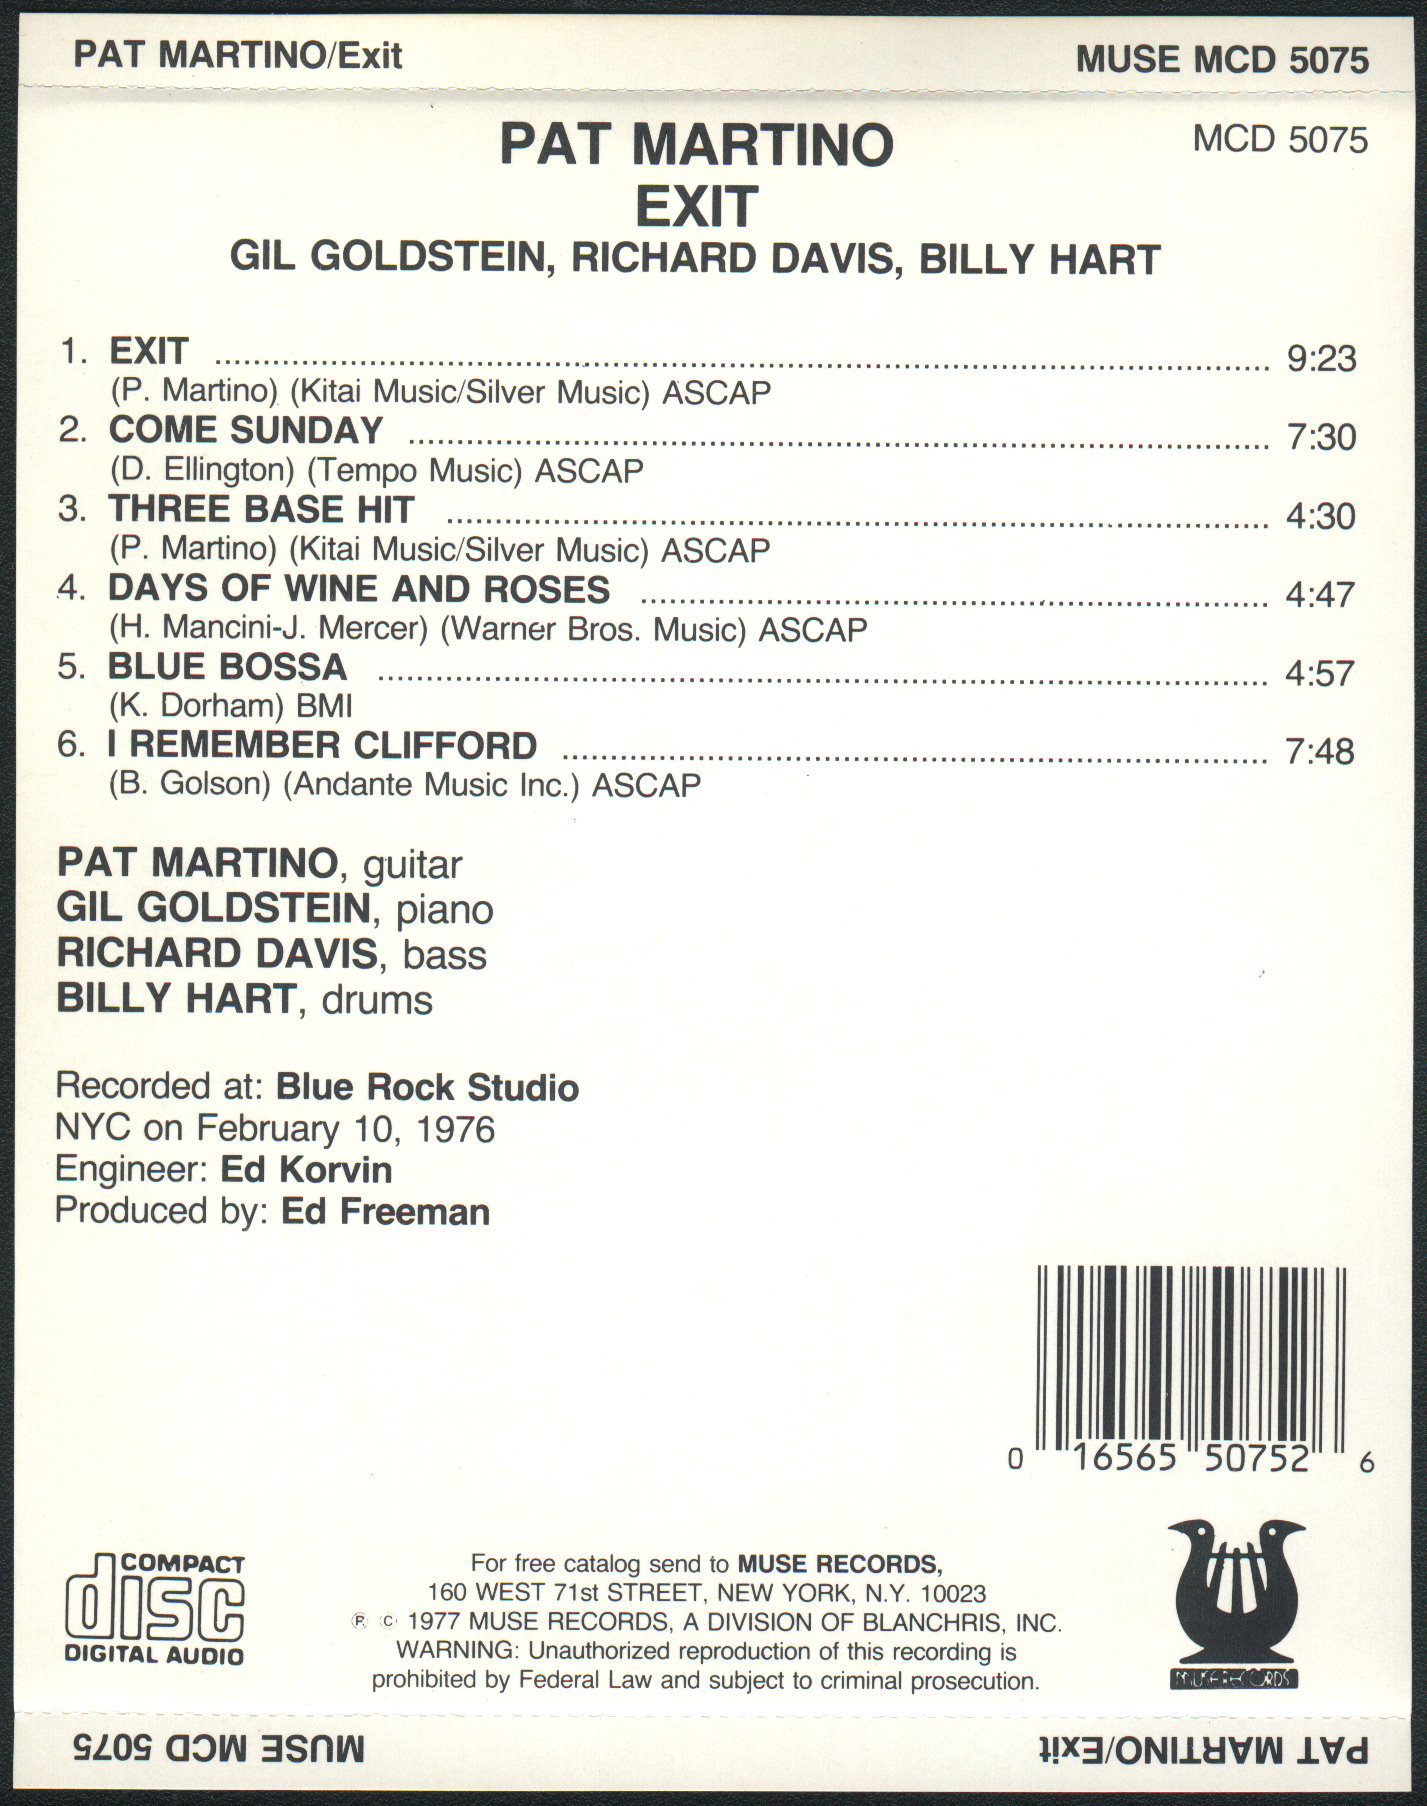 PAT MARTINO/Exit MUSE MCD 5075
MCD 5075
PAT MARTINO
EXIT
GIL GOLDSTEIN, RICHARD DAVIS, BILLY HART
1. EXIT ........ 9:23
(P. Martino) (Kitai Music/Silver Music) ASCAP
2. COME SUNDAY ........ 7:30
(D. Ellington) (Tempo Music) ASCAP
3. THREE BASE HIT ........ 4:30
(P. Martino) (Kitai Music/Silver Music) ASCAP
4. DAYS OF WINE AND ROSES ........ 4:47
(H. Mancini-J. Mercer) (Warner Bros. Music) ASCAP
5. BLUE BOSSA ........ 4:57
(K. Dorham) BMI
6. I REMEMBER CLIFFORD ........ 7:48
(B. Golson) (Andante Music Inc.) ASCAP
PAT MARTINO, guitar
GIL GOLDSTEIN, piano
RICHARD DAVIS, bass
BILLY HART, drums
Recorded at: Blue Rock Studio
NYC on February 10, 1976
Engineer: Ed Korvin
Produced by: Ed Freeman
0 16565 50752 6
COMPACT
disc
DIGITAL AUDIO
For free catalog send to MUSE RECORDS,
160 WEST 71st STREET, NEW YORK, N.Y. 10023
℗ © 1977 MUSE RECORDS, A DIVISION OF BLANCHRIS, INC.
WARNING: Unauthorized reproduction of this recording is
prohibited by Federal Law and subject to criminal prosecution.
MUSE RECORDS
PAT MARTINO/Exit MUSE MCD 5075